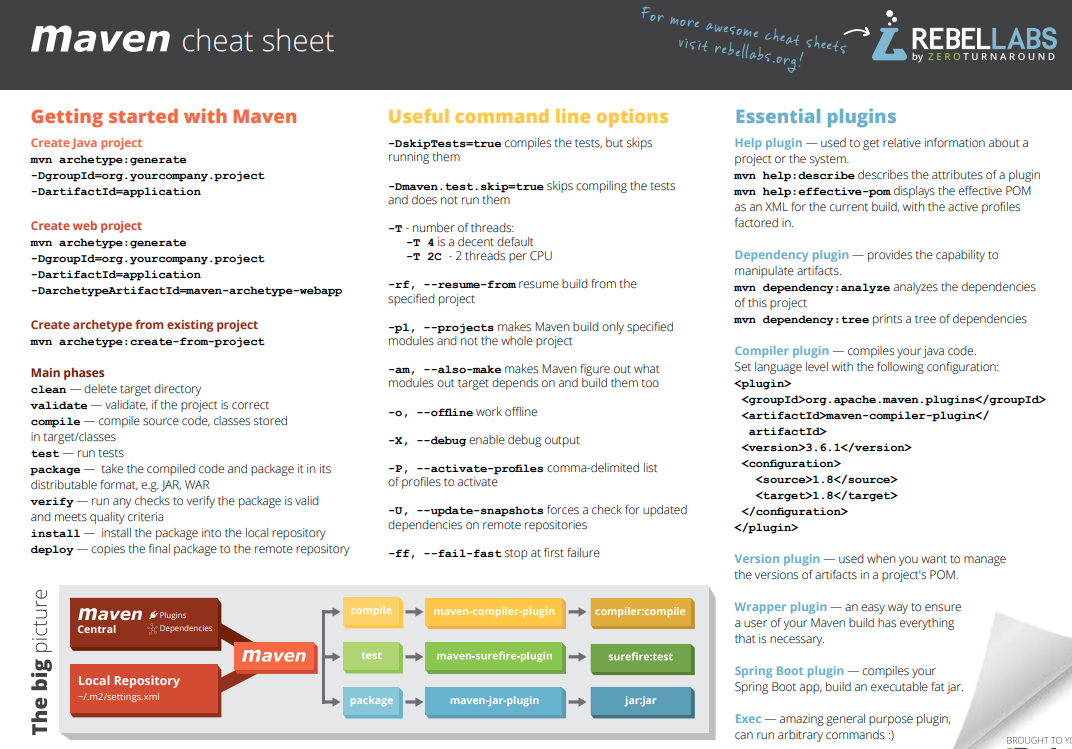 maven cheat sheet
For more awesome cheat sheets
visit rebellabs.org!
REBELLABS
by ZEROTURNAROUND
Getting started with Maven
Create Java project
mvn archetype:generate
-DgroupId=org.yourcompany.project
-DartifactId=application
Create web project
mvn archetype:generate
-DgroupId=org.yourcompany.project
-DartifactId=application
-DarchetypeArtifactId=maven-archetype-webapp
Create archetype from existing project
mvn archetype:create-from-project
Main phases
clean — delete target directory
validate — validate, if the project is correct
compile — compile source code, classes stored
in target/classes
test — run tests
package — take the compiled code and package it in its
distributable format, e.g. JAR, WAR
verify — run any checks to verify the package is valid
and meets quality criteria
install — install the package into the local repository
deploy — copies the final package to the remote repository
Useful command line options
-DskipTests=true compiles the tests, but skips
running them
-Dmaven.test.skip=true skips compiling the tests
and does not run them
-T - number of threads:
-T 4 is a decent default
-T 2C - 2 threads per CPU
-rf, --resume-from resume build from the
specified project
-pl, --projects makes Maven build only specified
modules and not the whole project
-am, --also-make makes Maven figure out what
modules out target depends on and build them too
-o, --offline work offline
-X, --debug enable debug output
-P, --activate-profiles comma-delimited list
of profiles to activate
-U, --update-snapshots forces a check for updated
dependencies on remote repositories
-ff, --fail-fast stop at first failure
Essential plugins
Help plugin — used to get relative information about a
project or the system.
mvn help:describe describes the attributes of a plugin
mvn help:effective-pom displays the effective POM
as an XML for the current build, with the active profiles
factored in.
Dependency plugin — provides the capability to
manipulate artifacts.
mvn dependency:analyze analyzes the dependencies
of this project
mvn dependency:tree prints a tree of dependencies
Compiler plugin — compiles your java code.
Set language level with the following configuration:
<plugin>
<groupId>org.apache.maven.plugins</groupId>
<artifactId>maven-compiler-plugin</
artifactId>
<version>3.6.1</version>
<configuration>
<source>1.8</source>
<target>1.8</target>
</configuration>
</plugin>
Version plugin — used when you want to manage
the versions of artifacts in a project's POM.
Wrapper plugin — an easy way to ensure
a user of your Maven build has everything
that is necessary.
Spring Boot plugin — compiles your
Spring Boot app, build an executable fat jar.
Exec — amazing general purpose plugin,
can run arbitrary commands :)
The big picture
maven
Central
Plugins
Dependencies
Local Repository
~/.m2/settings.xml
maven
compile
maven-compiler-plugin
compiler:compile
test
maven-surefire-plugin
surefire:test
package
maven-jar-plugin
jar:jar
BROUGHT TO